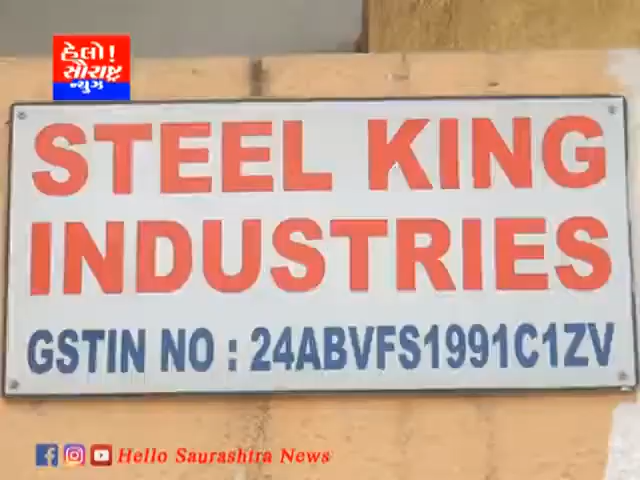 હેલો!
સૌરાષ્ટ્ર
ન્યુઝ
STEEL KING
INDUSTRIES
GSTIN NO : 24ABVFS1991C1ZV
Hello Saurashtra News